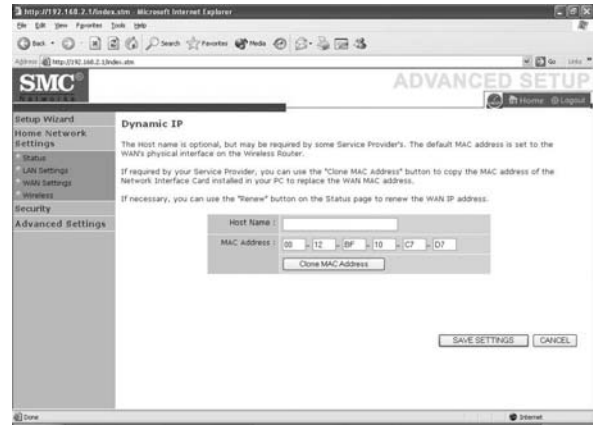 http://192.168.2.1/index.stm - Microsoft Internet Explorer
File Edit View Favorites Tools Help
Back Search Favorites Media
Address http://192.168.2.1/index.stm Go Links
SMC®
Networks
ADVANCED SETUP
Home Logout
Setup Wizard
Home Network Settings
Status
LAN Settings
WAN Settings
Wireless
Security
Advanced Settings
Dynamic IP
The Host name is optional, but may be required by some Service Provider's. The default MAC address is set to the
WAN's physical interface on the Wireless Router.
If required by your Service Provider, you can use the "Clone MAC Address" button to copy the MAC address of the
Network Interface Card installed in your PC to replace the WAN MAC address.
If necessary, you can use the "Renew" button on the Status page to renew the WAN IP address.
Host Name :
MAC Address : 00 - 12 - BF - 10 - C7 - D7
Clone MAC Address
SAVE SETTINGS CANCEL
Done Internet